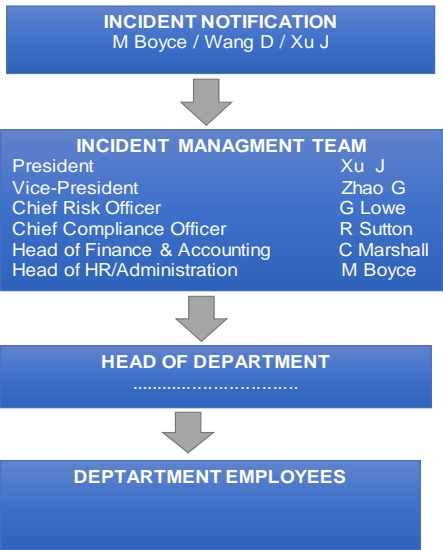 INCIDENT NOTIFICATION
M Boyce / Wang D / Xu J
INCIDENT MANAGMENT TEAM
President Xu J
Vice-President Zhao G
Chief Risk Officer G Lowe
Chief Compliance Officer R Sutton
Head of Finance & Accounting C Marshall
Head of HR/Administration M Boyce
HEAD OF DEPARTMENT
....................................
DEPTARTMENT EMPLOYEES